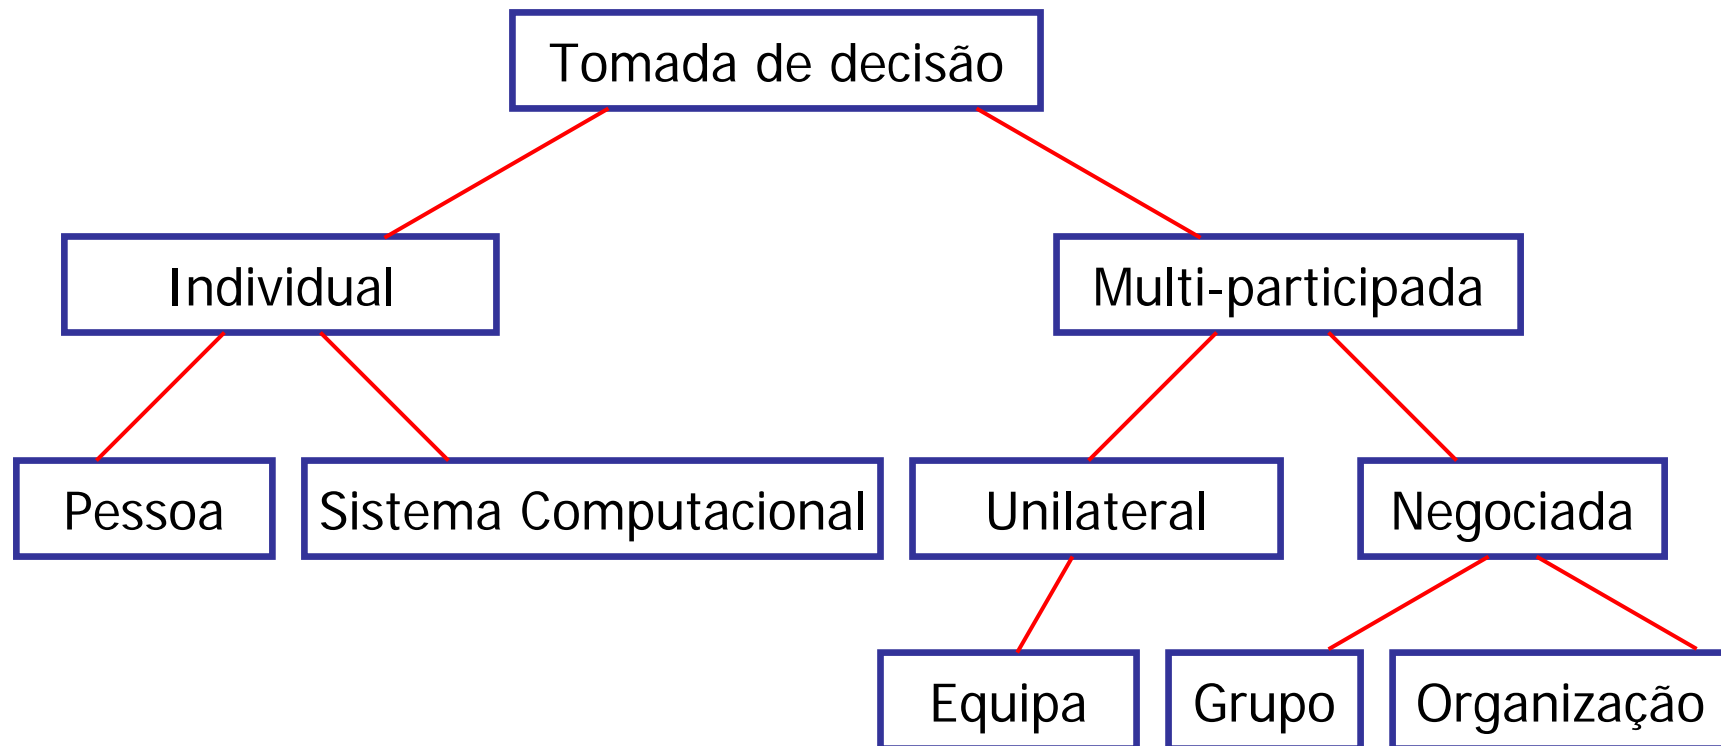 Tomada de decisão
Individual
Multi-participada
Pessoa
Sistema Computacional
Unilateral
Negociada
Equipa
Grupo
Organização